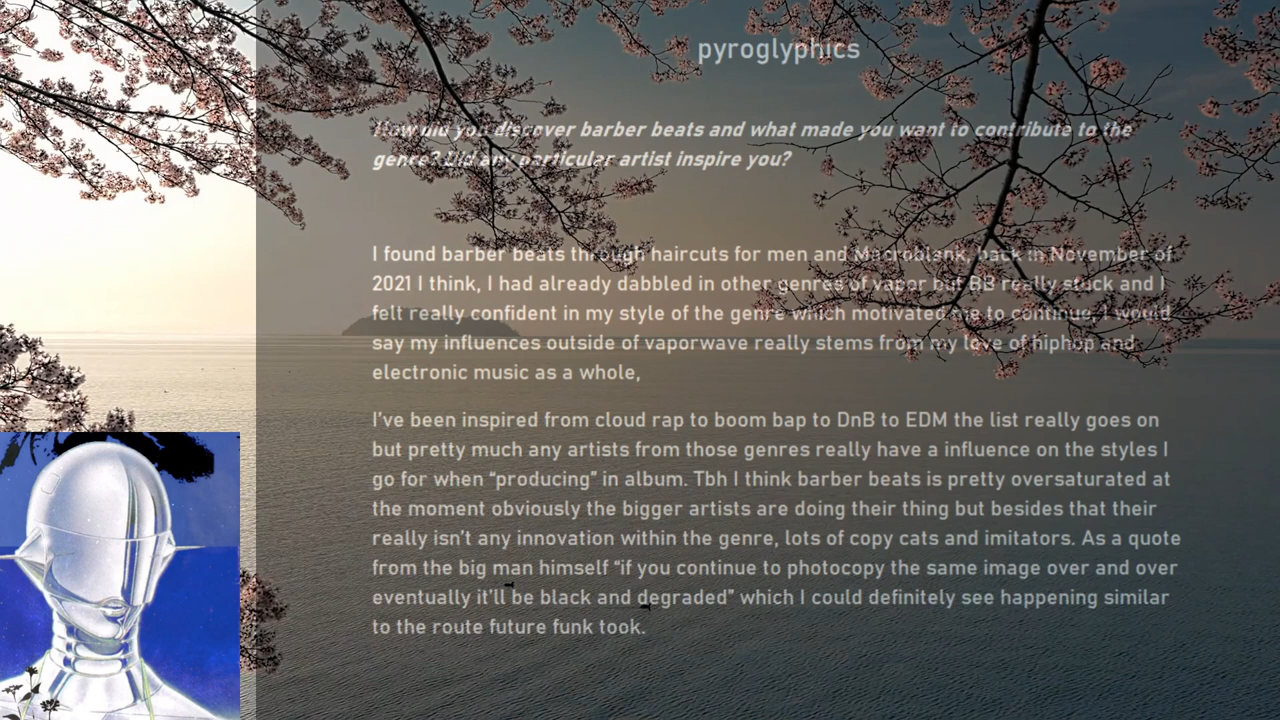 pyroglyphics
How did you discover barber beats and what made you want to contribute to the
genre? Did any particular artist inspire you?
I found barber beats through haircuts for men and Macroblank, back in November of
2021 I think, I had already dabbled in other genres of vapor but BB really stuck and I
felt really confident in my style of the genre which motivated me to continue, I would
say my influences outside of vaporwave really stems from my love of hiphop and
electronic music as a whole,
I've been inspired from cloud rap to boom bap to DnB to EDM the list really goes on
but pretty much any artists from those genres really have a influence on the styles I
go for when “producing” in album. Tbh I think barber beats is pretty oversaturated at
the moment obviously the bigger artists are doing their thing but besides that their
really isn't any innovation within the genre, lots of copy cats and imitators. As a quote
from the big man himself “if you continue to photocopy the same image over and over
eventually it'll be black and degraded” which I could definitely see happening similar
to the route future funk took.